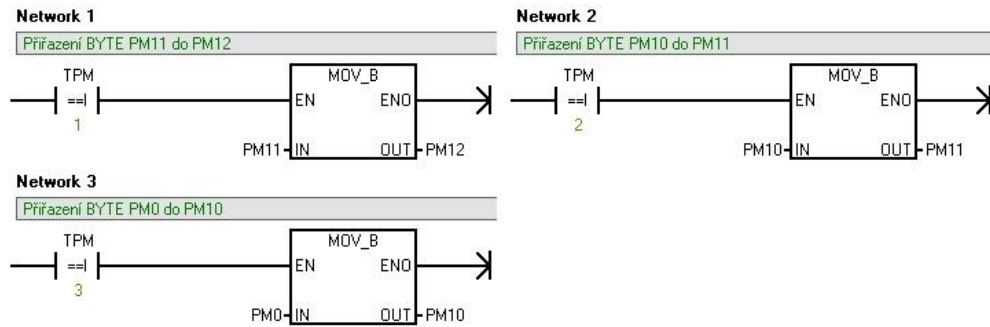 Network 1
Přiřazení BYTE PM11 do PM12
TPM
==I
1
MOV_B
EN ENO
PM11 IN OUT PM12
Network 2
Přiřazení BYTE PM10 do PM11
TPM
==I
2
MOV_B
EN ENO
PM10 IN OUT PM11
Network 3
Přiřazení BYTE PM0 do PM10
TPM
==I
3
MOV_B
EN ENO
PM0 IN OUT PM10